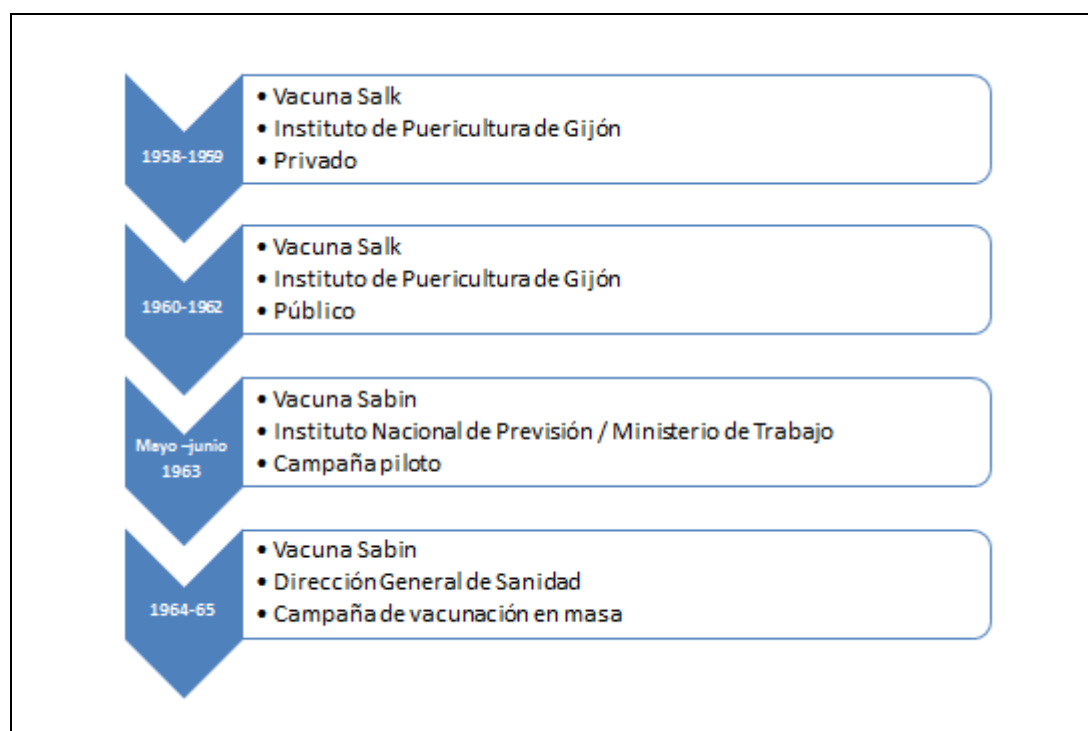 1958-1959
• Vacuna Salk
• Instituto de Puericultura de Gijón
• Privado
1960-1962
• Vacuna Salk
• Instituto de Puericultura de Gijón
• Público
Mayo –junio
1963
• Vacuna Sabin
• Instituto Nacional de Previsión / Ministerio de Trabajo
• Campaña piloto
1964-65
• Vacuna Sabin
• Dirección General de Sanidad
• Campaña de vacunación en masa